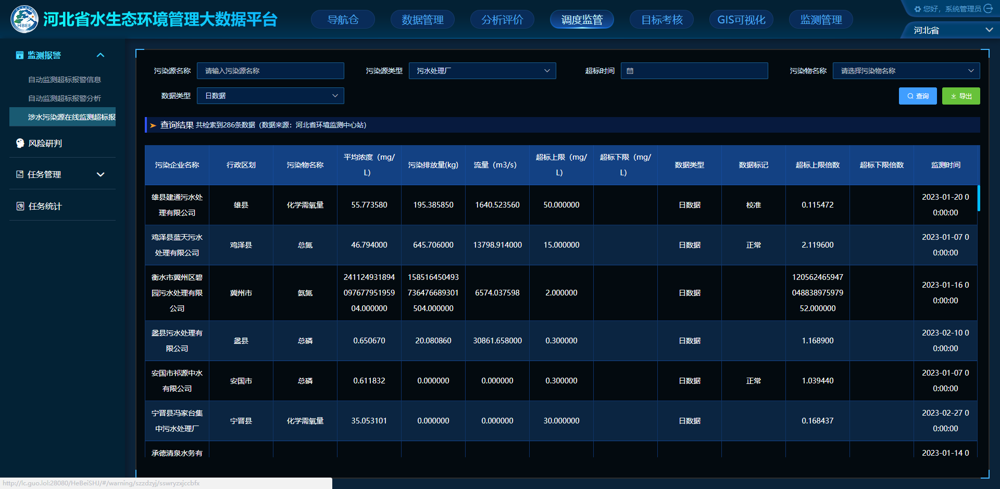 HBEE
河北省水生态环境管理大数据平台
导航仓
数据管理
分析评价
调度监管
目标考核
GIS可视化
监测管理
您好，系统管理员
河北省
监测报警
自动监测超标报警信息
自动监测超标报警分析
涉水污染源在线监测超标报
风险研判
任务管理
任务统计
污染源名称 请输入污染源名称
污染源类型 污水处理厂
超标时间
污染物名称 请选择污染物名称
数据类型 日数据
查询
导出
查询结果 共检索到286条数据（数据来源：河北省环境监测中心站）
污染企业名称
行政区划
污染物名称
平均浓度（mg/
L）
污染排放量(kg)
流量（m3/s）
超标上限（mg/
L）
超标下限（mg/
L）
数据类型
数据标记
超标上限倍数
超标下限倍数
监测时间
雄县建通污水处
理有限公司
雄县
化学需氧量
55.773580
195.385850
1640.523560
50.000000
日数据
校准
0.115472
2023-01-20 0
0:00:00
鸡泽县蓝天污水
处理有限公司
鸡泽县
总氮
46.794000
645.706000
13798.914000
15.000000
日数据
正常
2.119600
2023-01-07 0
0:00:00
衡水市冀州区碧
园污水处理有限
公司
冀州市
氨氮
241124931894
097677951959
04.000000
158516450493
736476689301
504.000000
6574.037598
2.000000
日数据
120562465947
048838975979
52.000000
2023-01-16 0
0:00:00
蠡县污水处理有
限公司
蠡县
总磷
0.650670
20.080860
30861.658000
0.300000
日数据
1.168900
2023-02-10 0
0:00:00
安国市祁源中水
有限公司
安国市
总磷
0.611832
0.000000
0.000000
0.300000
日数据
正常
1.039440
2023-01-07 0
0:00:00
宁晋县冯家台集
中污水处理厂
宁晋县
化学需氧量
35.053101
0.000000
0.000000
30.000000
日数据
0.168437
2023-02-27 0
0:00:00
承德清泉水务有
2023-01-14 0
http://lc.guo.lol:28080/HeBeiSHJ/#/warning/szzdzyj/sswryzxjccbfx